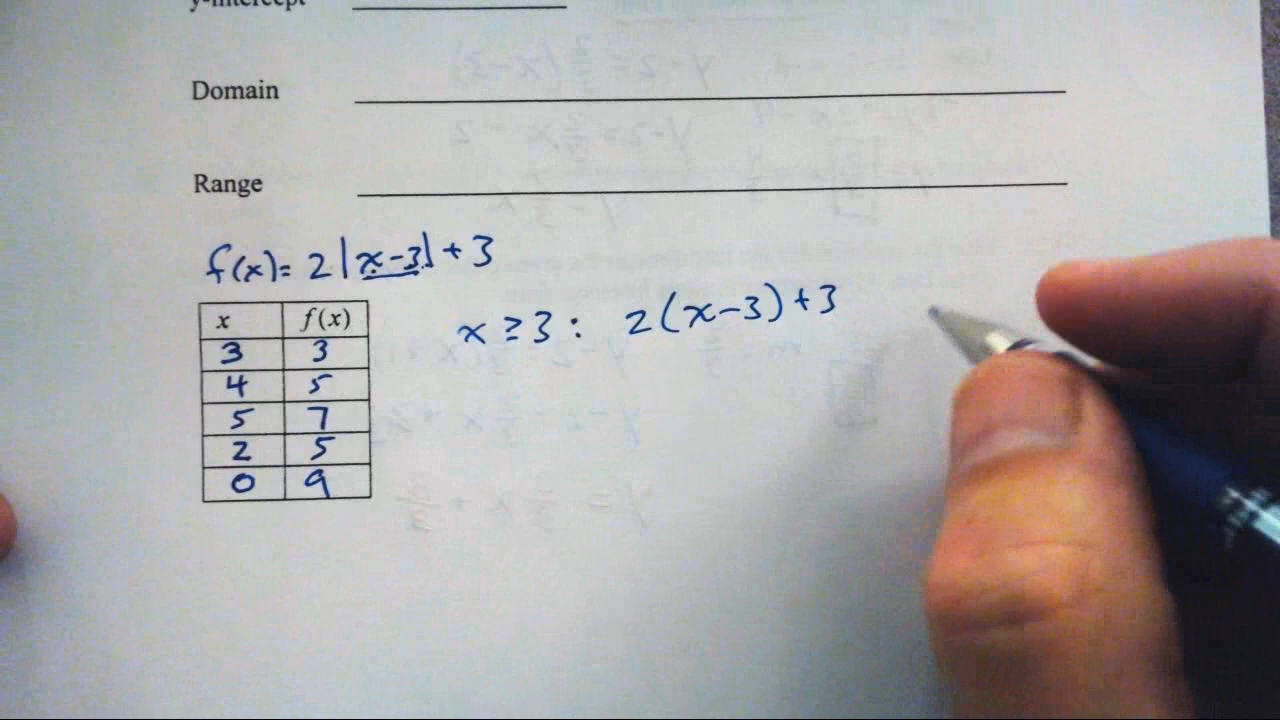 y-intercept
Domain
Range
f(x)= 2|x-3|+3
x f(x)
3 3
4 5
5 7
2 5
0 9
x ≥ 3 : 2(x-3)+3